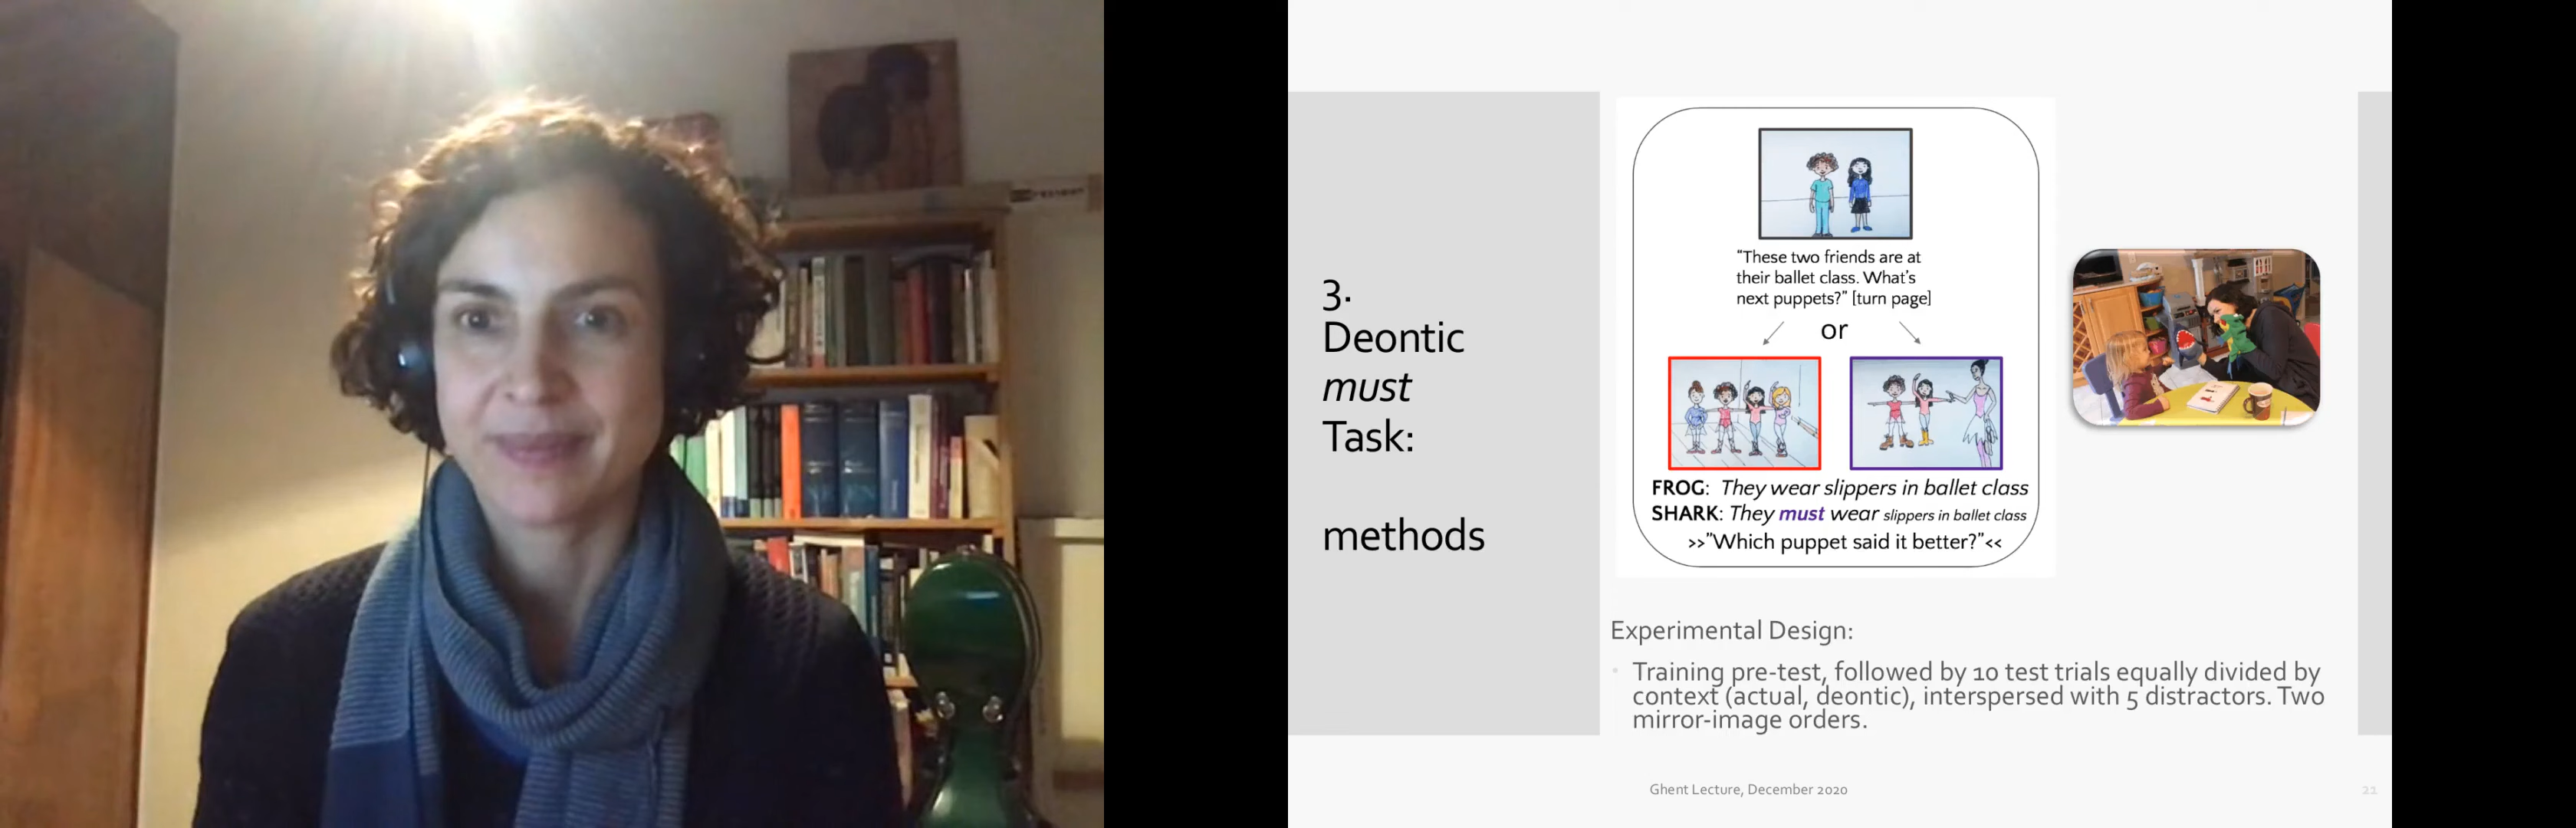 3.
Deontic
must
Task:
methods
“These two friends are at
their ballet class. What’s
next puppets?” [turn page]
or
FROG: They wear slippers in ballet class
SHARK: They must wear slippers in ballet class
>>"Which puppet said it better?"<<
Experimental Design:
Training pre-test, followed by 10 test trials equally divided by
context (actual, deontic), interspersed with 5 distractors. Two
mirror-image orders.
Ghent Lecture, December 2020